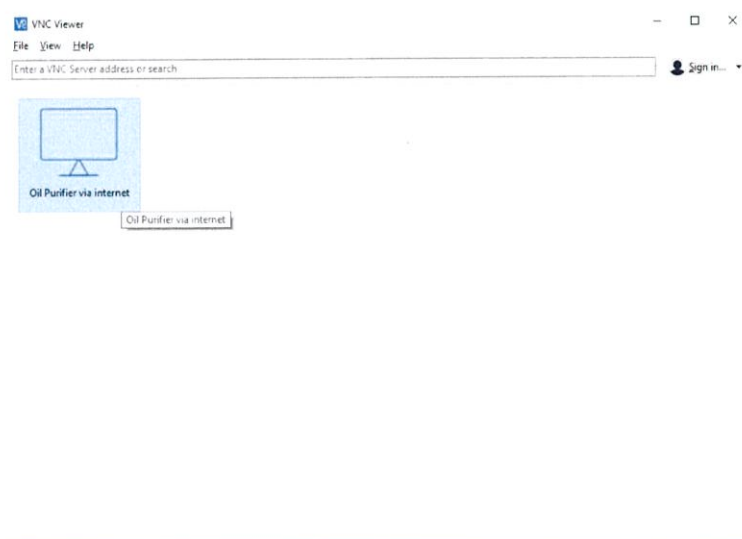 VNC Viewer
File View Help
Enter a VNC Server address or search
Sign in...
Oil Purifier via internet
Oil Purifier via internet